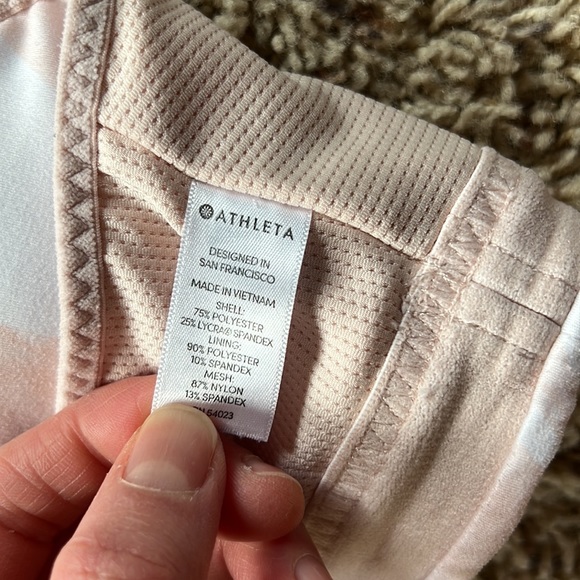 ATHLETA
DESIGNED IN
SAN FRANCISCO
MADE IN VIETNAM
SHELL:
75% POLYESTER
25% LYCRA® SPANDEX
LINING:
90% POLYESTER
10% SPANDEX
MESH:
87% NYLON
13% SPANDEX
64023